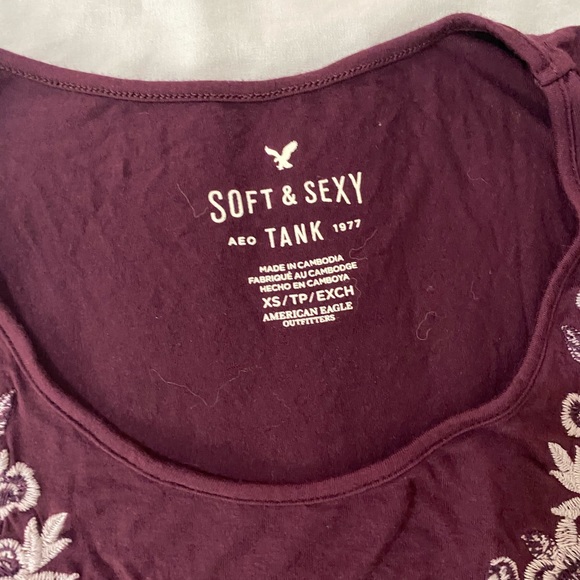 SOFT & SEXY
AEO TANK 1977
MADE IN CAMBODIA
FABRIQUÉ AU CAMBODGE
HECHO EN CAMBOYA
XS/TP/EXCH
AMERICAN EAGLE
OUTFITTERS